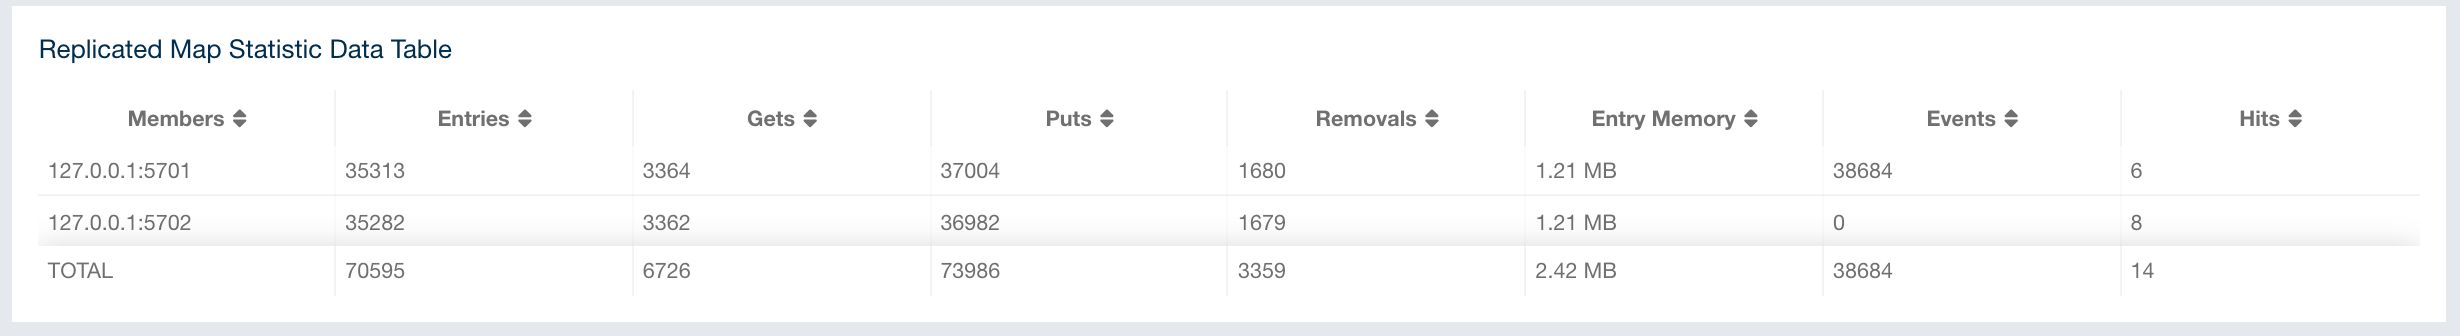 Replicated Map Statistic Data Table
Members Entries Gets Puts Removals Entry Memory Events Hits
127.0.0.1:5701 35313 3364 37004 1680 1.21 MB 38684 6
127.0.0.1:5702 35282 3362 36982 1679 1.21 MB 0 8
TOTAL 70595 6726 73986 3359 2.42 MB 38684 14